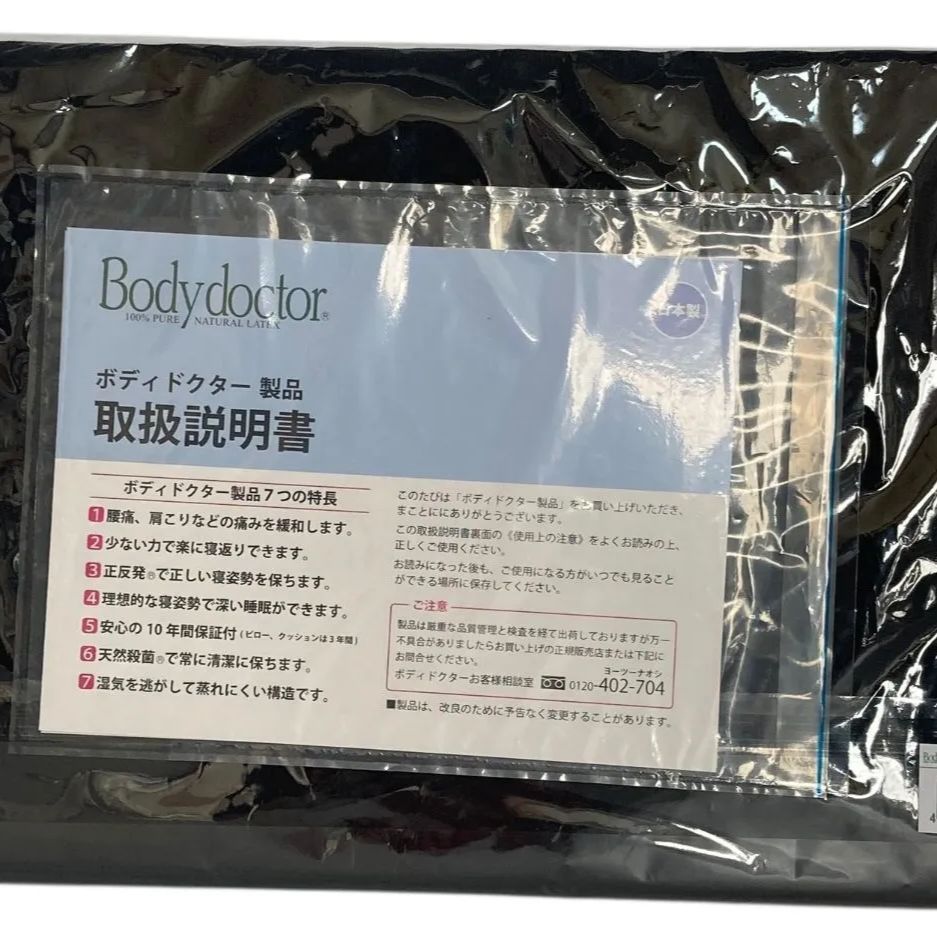 Bodydoctor®
100% PURE NATURAL LATEX
日本製
ボディドクター 製品
取扱説明書
ボディドクター製品7つの特長
1 腰痛、肩こりなどの痛みを緩和します。
2 少ない力で楽に寝返りできます。
3 正反発®で正しい寝姿勢を保ちます。
4 理想的な寝姿勢で深い睡眠ができます。
5 安心の10年間保証付(ピロー、クッションは3年間)
6 天然殺菌®で常に清潔に保ちます。
7 湿気を逃がして蒸れにくい構造です。
このたびは「ボディドクター製品」をお買い上げいただき、
まことににありがとうございます。
この取扱説明書裏面の《使用上の注意》をよくお読みの上、
正しくご使用ください。
お読みになった後も、ご使用になる方がいつでも見ること
ができる場所に保存してください。
ご注意
製品は厳重な品質管理と検査を経て出荷しておりますが万一
不具合がありましたらお買い上げの正規販売店または下記に
お問合せください。
ヨーツーナオシ
ボディドクターお客様相談室 0120-402-704
■製品は、改良のために予告なく変更することがあります。